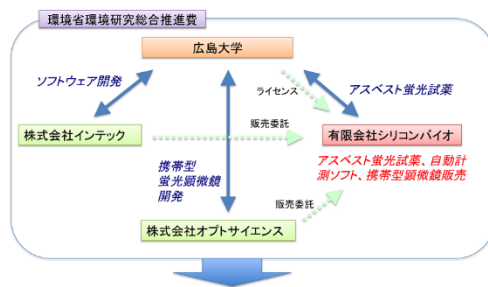 環境省環境研究総合推進費
広島大学
ソフトウェア開発
ライセンス
アスベスト蛍光試薬
株式会社インテック
販売委託
有限会社シリコンバイオ
アスベスト蛍光試薬、自動計
測ソフト、携帯型顕微鏡販売
携帯型
蛍光顕微鏡
開発
販売委託
株式会社オプトサイエンス